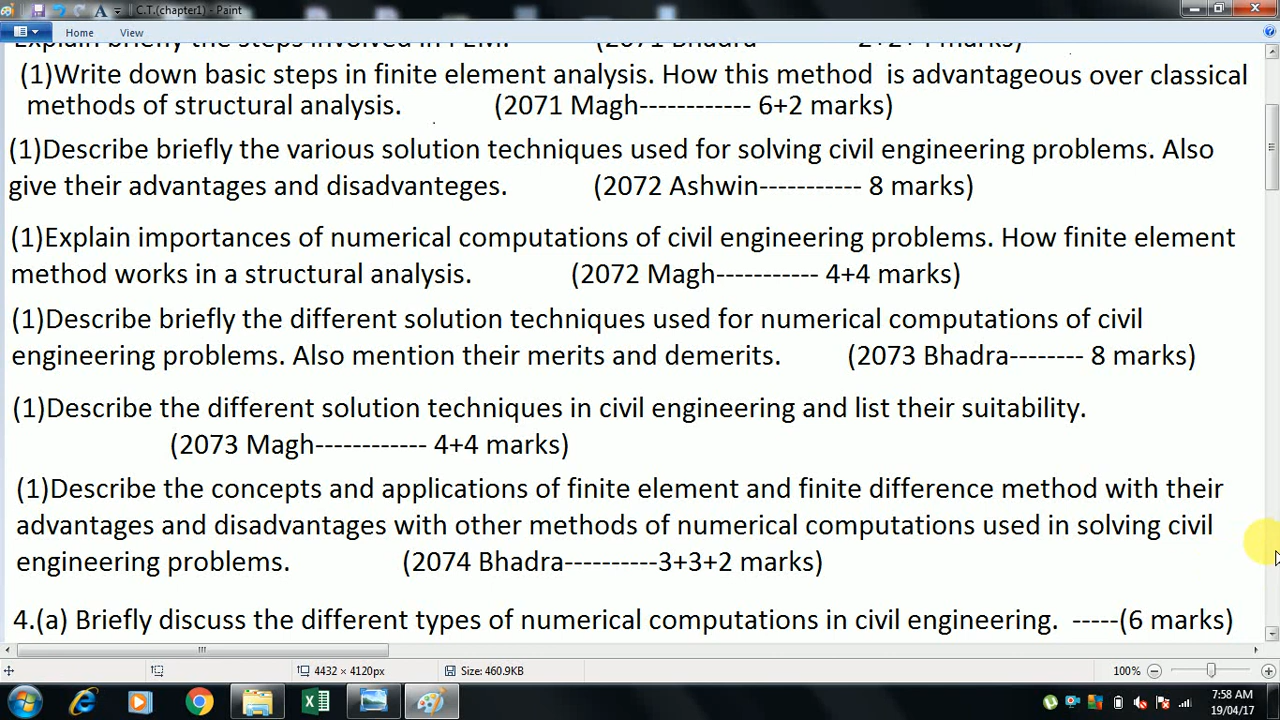 C.T.(chapter1) - Paint
Home View
Explain briefly the steps involved in FEM. (2071 Bhadra
(1)Write down basic steps in finite element analysis. How this method is advantageous over classical
methods of structural analysis. (2071 Magh------------ 6+2 marks)
(1)Describe briefly the various solution techniques used for solving civil engineering problems. Also
give their advantages and disadvanteges. (2072 Ashwin----------- 8 marks)
(1)Explain importances of numerical computations of civil engineering problems. How finite element
method works in a structural analysis. (2072 Magh----------- 4+4 marks)
(1)Describe briefly the different solution techniques used for numerical computations of civil
engineering problems. Also mention their merits and demerits. (2073 Bhadra-------- 8 marks)
(1)Describe the different solution techniques in civil engineering and list their suitability.
(2073 Magh------------ 4+4 marks)
(1)Describe the concepts and applications of finite element and finite difference method with their
advantages and disadvantages with other methods of numerical computations used in solving civil
engineering problems. (2074 Bhadra----------3+3+2 marks)
4.(a) Briefly discuss the different types of numerical computations in civil engineering. -----(6 marks)
4432 × 4120px Size: 460.9KB 100%
7:58 AM
19/04/17